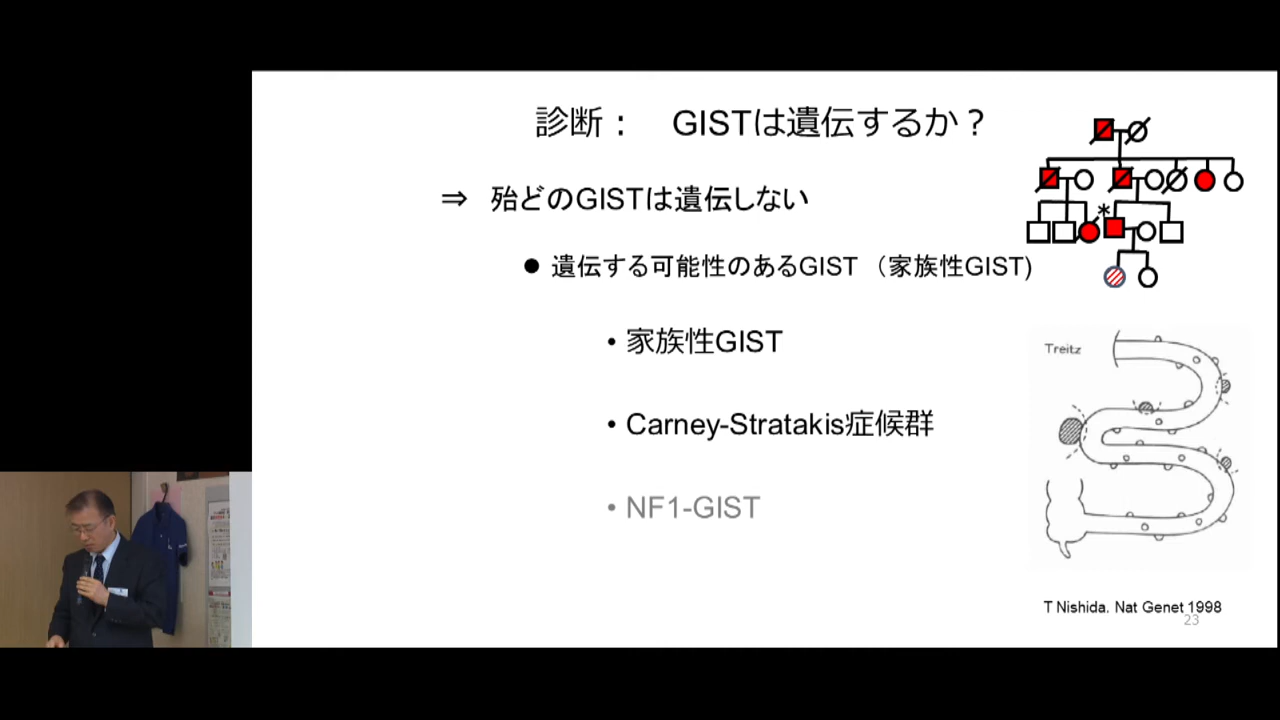 診断： GISTは遺伝するか？
⇒ 殆どのGISTは遺伝しない
● 遺伝する可能性のあるGIST （家族性GIST)
• 家族性GIST
• Carney-Stratakis症候群
• NF1-GIST
*
Treitz
T Nishida. Nat Genet 1998
23